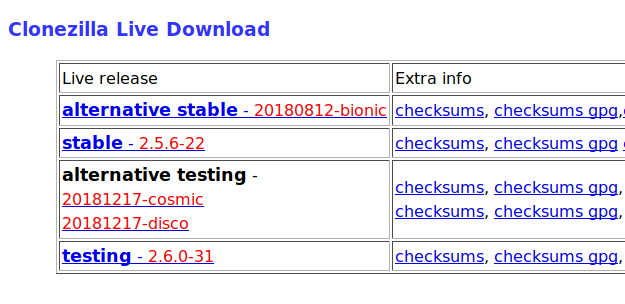 Clonezilla Live Download
Live release Extra info
alternative stable - 20180812-bionic checksums, checksums gpg,
stable - 2.5.6-22 checksums, checksums gpg
alternative testing -
20181217-cosmic checksums, checksums gpg,
20181217-disco checksums, checksums gpg,
testing - 2.6.0-31 checksums, checksums gpg,